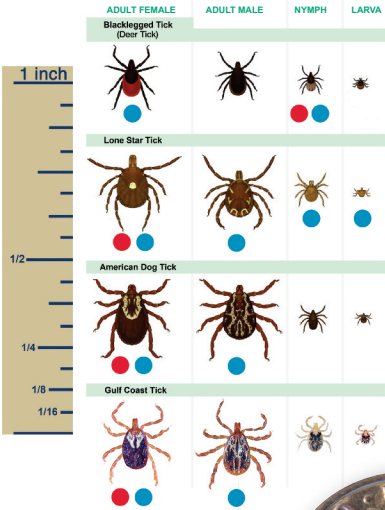 ADULT FEMALE ADULT MALE NYMPH LARVA
Blacklegged Tick
(Deer Tick)
1 inch
Lone Star Tick
1/2
American Dog Tick
1/4
1/8
Gulf Coast Tick
1/16